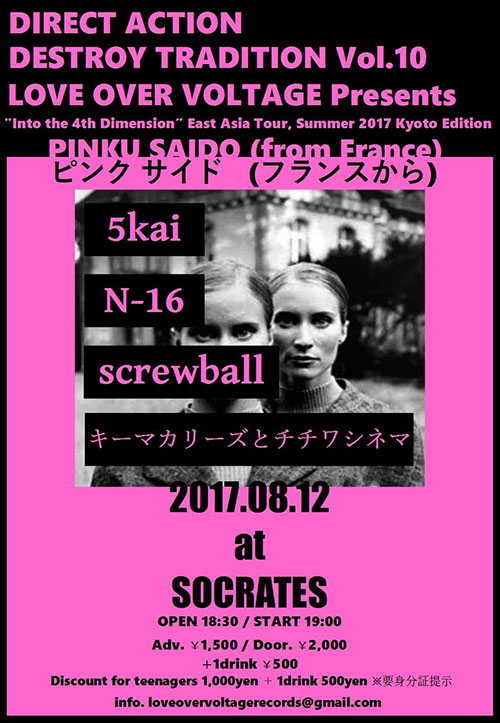 DIRECT ACTION
DESTROY TRADITION Vol.10
LOVE OVER VOLTAGE Presents
¨Into the 4th Dimension˝ East Asia Tour, Summer 2017 Kyoto Edition
PINKU SAIDO (from France)
ピンク サイド (フランスから)
5kai
N-16
screwball
キーマカリーズとチチワシネマ
2017.08.12
at
SOCRATES
OPEN 18:30 / START 19:00
Adv. ￥1,500 / Door. ￥2,000
+1drink ￥500
Discount for teenagers 1,000yen + 1drink 500yen ※要身分証提示
info. loveovervoltagerecords@gmail.com